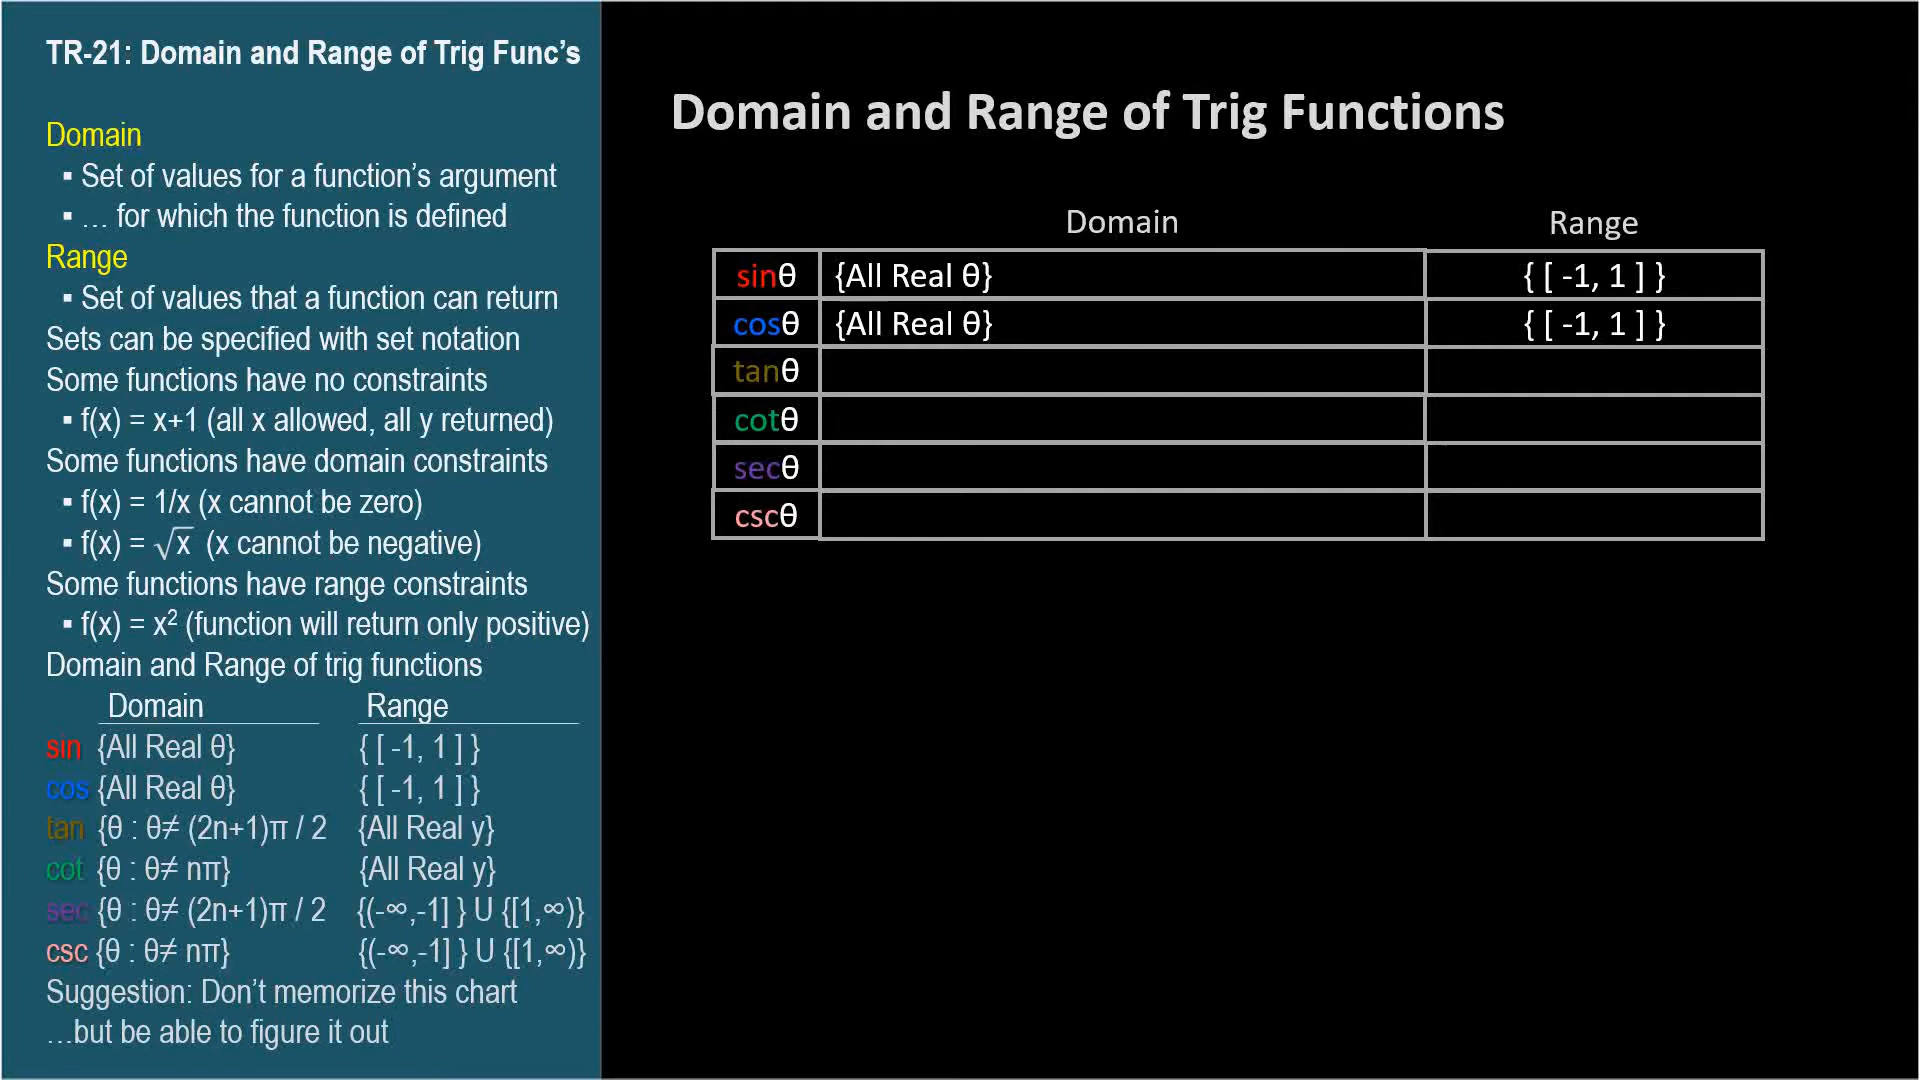 TR-21: Domain and Range of Trig Func’s
Domain
▪ Set of values for a function’s argument
▪ … for which the function is defined
Range
▪ Set of values that a function can return
Sets can be specified with set notation
Some functions have no constraints
▪ f(x) = x+1 (all x allowed, all y returned)
Some functions have domain constraints
▪ f(x) = 1/x (x cannot be zero)
▪ f(x) = √x (x cannot be negative)
Some functions have range constraints
▪ f(x) = x² (function will return only positive)
Domain and Range of trig functions
Domain Range
sin {All Real θ} { [ -1, 1 ] }
cos {All Real θ} { [ -1, 1 ] }
tan {θ : θ≠ (2n+1)π / 2 {All Real y}
cot {θ : θ≠ nπ} {All Real y}
sec {θ : θ≠ (2n+1)π / 2 {(-∞,-1] } U {[1,∞)}
csc {θ : θ≠ nπ} {(-∞,-1] } U {[1,∞)}
Suggestion: Don’t memorize this chart
…but be able to figure it out
Domain and Range of Trig Functions
Domain Range
sinθ {All Real θ} { [ -1, 1 ] }
cosθ {All Real θ} { [ -1, 1 ] }
tanθ
cotθ
secθ
cscθ